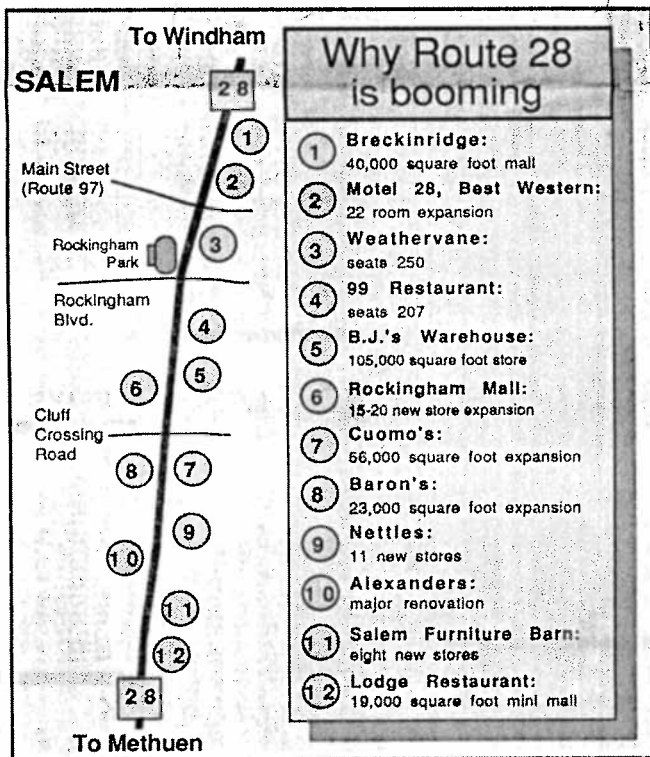 To Windham
SALEM
28
1
2
Main Street
(Route 97)
3
Rockingham
Park
Rockingham
Blvd.
4
5
6
Cluff
Crossing
Road
8
7
9
10
11
12
28
To Methuen
Why Route 28
is booming
1 Breckinridge:
40,000 square foot mall
2 Motel 28, Best Western:
22 room expansion
3 Weathervane:
seats 250
4 99 Restaurant:
seats 207
5 B.J.'s Warehouse:
105,000 square foot store
6 Rockingham Mall:
15-20 new store expansion
7 Cuomo's:
56,000 square foot expansion
8 Baron's:
23,000 square foot expansion
9 Nettles:
11 new stores
10 Alexanders:
major renovation
11 Salem Furniture Barn:
eight new stores
12 Lodge Restaurant:
19,000 square foot mini mall